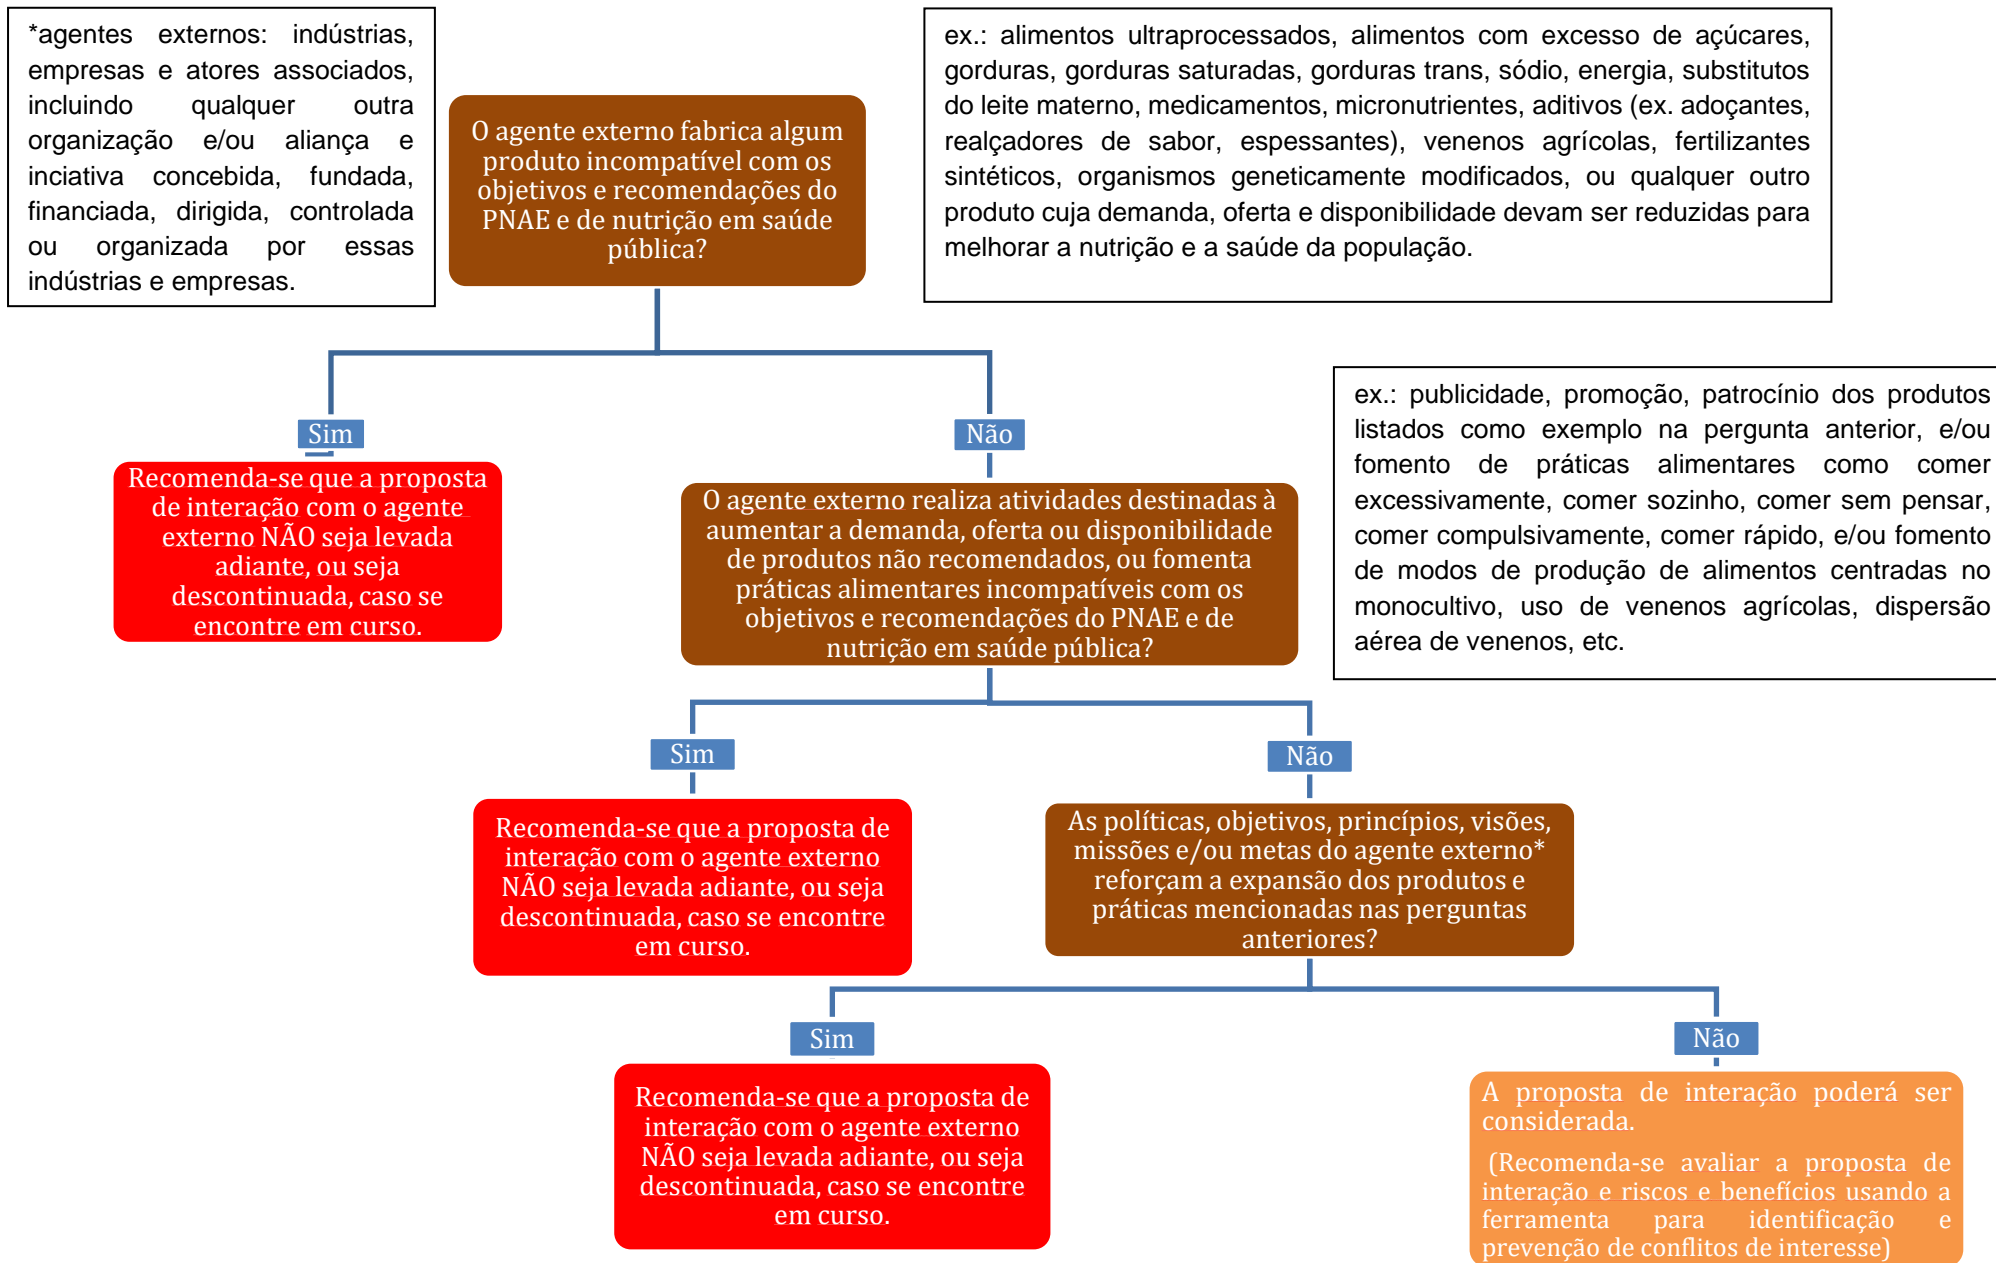 *agentes externos: indústrias,
empresas e atores associados,
incluindo qualquer outra
organização e/ou aliança e
inciativa concebida, fundada,
financiada, dirigida, controlada
ou organizada por essas
indústrias e empresas.
O agente externo fabrica algum
produto incompatível com os
objetivos e recomendações do
PNAE e de nutrição em saúde
pública?
ex.: alimentos ultraprocessados, alimentos com excesso de açúcares,
gorduras, gorduras saturadas, gorduras trans, sódio, energia, substitutos
do leite materno, medicamentos, micronutrientes, aditivos (ex. adoçantes,
realçadores de sabor, espessantes), venenos agrícolas, fertilizantes
sintéticos, organismos geneticamente modificados, ou qualquer outro
produto cuja demanda, oferta e disponibilidade devam ser reduzidas para
melhorar a nutrição e a saúde da população.
Sim
Não
Recomenda-se que a proposta
de interação com o agente
externo NÃO seja levada
adiante, ou seja
descontinuada, caso se
encontre em curso.
O agente externo realiza atividades destinadas à
aumentar a demanda, oferta ou disponibilidade
de produtos não recomendados, ou fomenta
práticas alimentares incompatíveis com os
objetivos e recomendações do PNAE e de
nutrição em saúde pública?
ex.: publicidade, promoção, patrocínio dos produtos
listados como exemplo na pergunta anterior, e/ou
fomento de práticas alimentares como comer
excessivamente, comer sozinho, comer sem pensar,
comer compulsivamente, comer rápido, e/ou fomento
de modos de produção de alimentos centradas no
monocultivo, uso de venenos agrícolas, dispersão
aérea de venenos, etc.
Sim
Não
Recomenda-se que a proposta de
interação com o agente externo
NÃO seja levada adiante, ou seja
descontinuada, caso se encontre
em curso.
As políticas, objetivos, princípios, visões,
missões e/ou metas do agente externo*
reforçam a expansão dos produtos e
práticas mencionadas nas perguntas
anteriores?
Sim
Não
Recomenda-se que a proposta de
interação com o agente externo
NÃO seja levada adiante, ou seja
descontinuada, caso se encontre
em curso.
A proposta de interação poderá ser
considerada.
(Recomenda-se avaliar a proposta de
interação e riscos e benefícios usando a
ferramenta para identificação e
prevenção de conflitos de interesse)